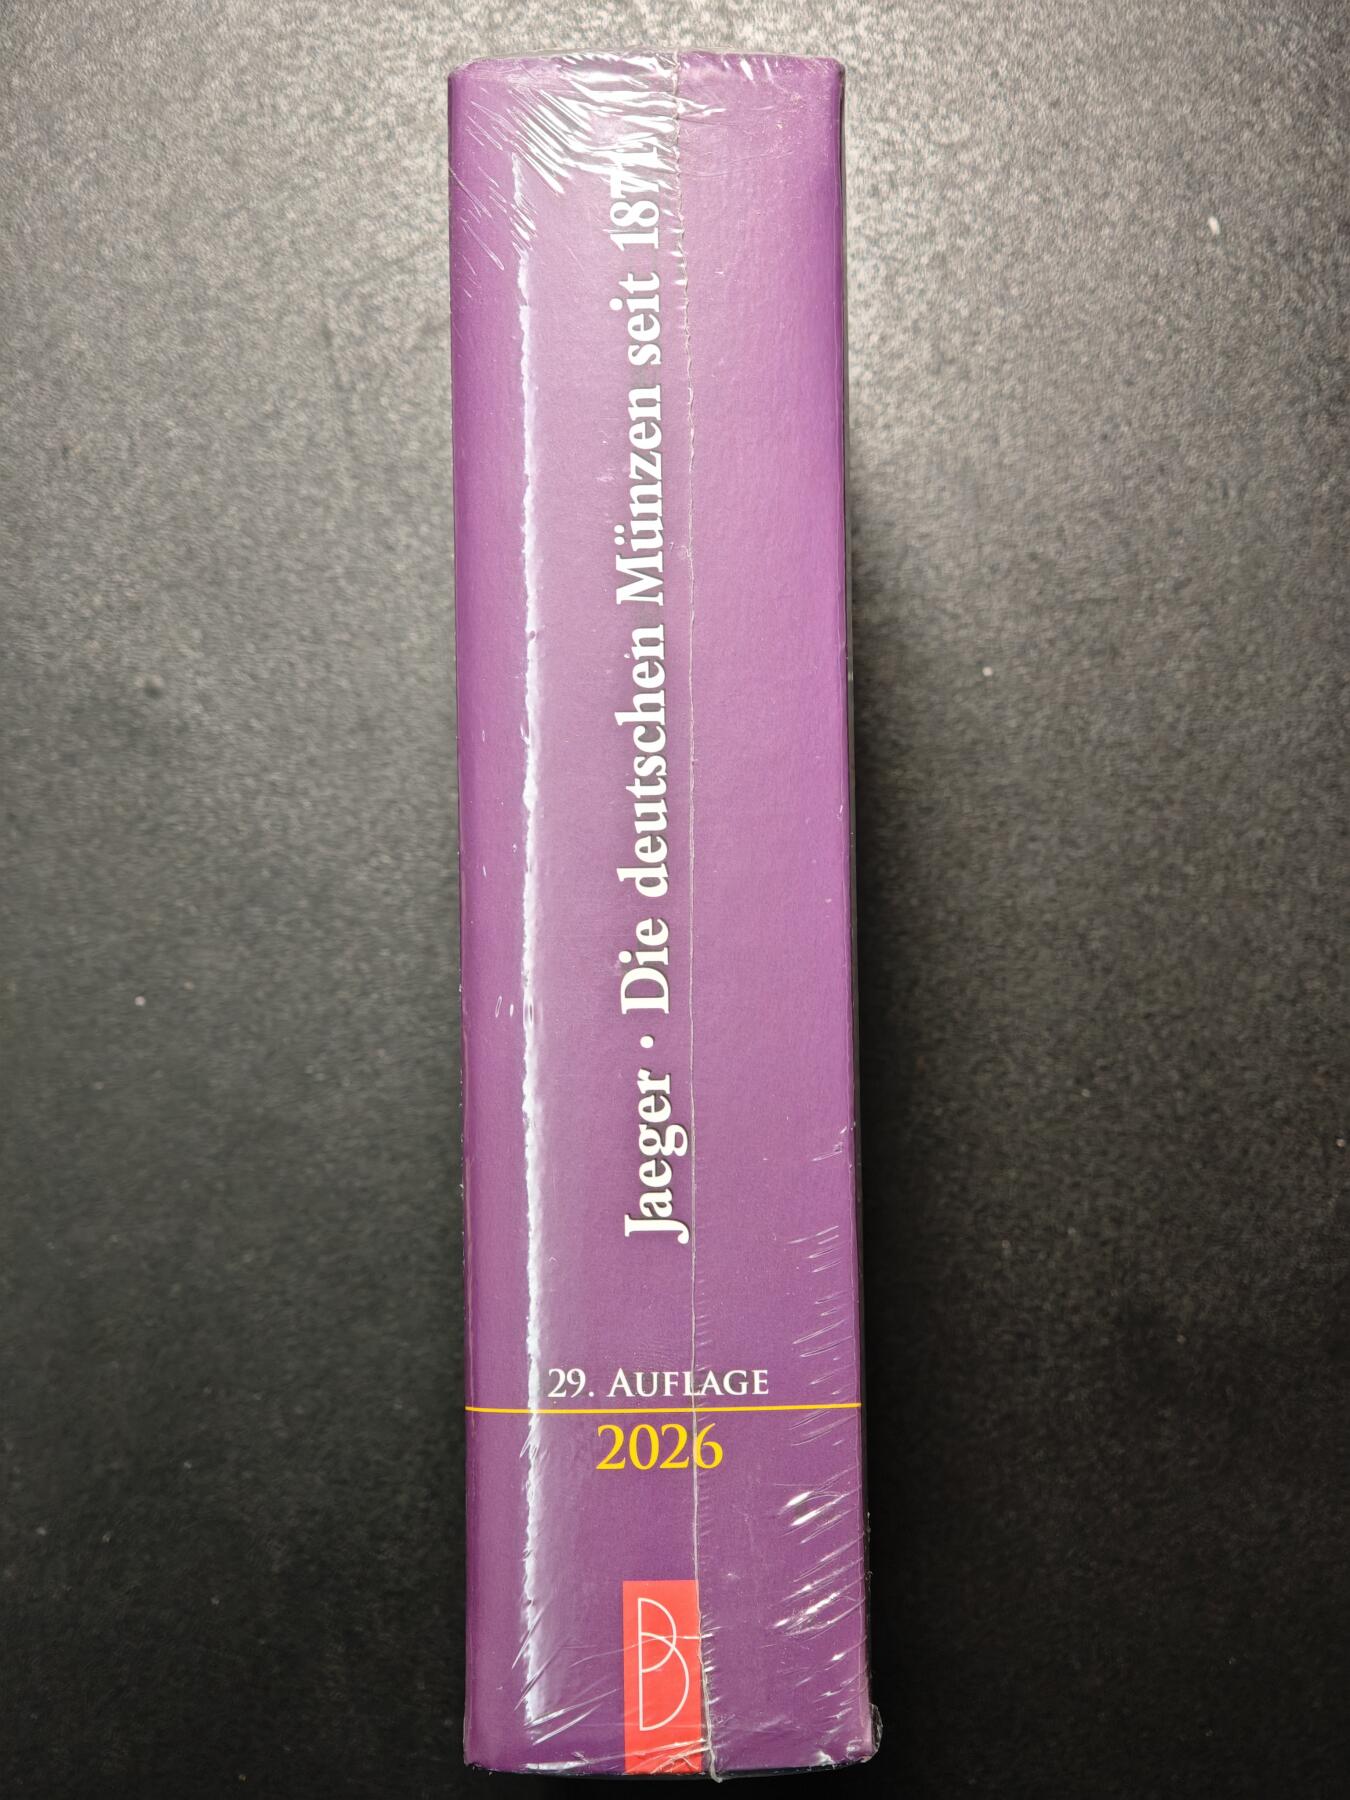 Jaeger · Die deutschen Münzen seit 1871
29. AUFLAGE
2026
B